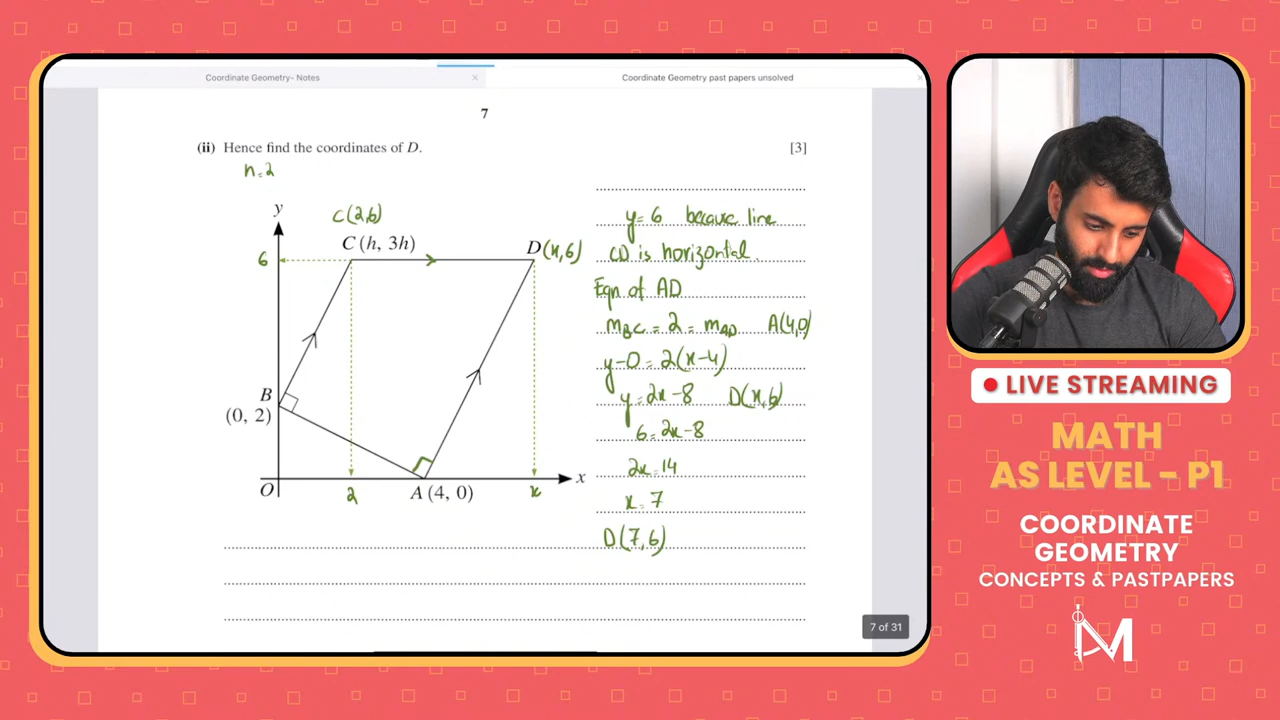 Coordinate Geometry- Notes
×
Coordinate Geometry past papers unsolved
×
7
(ii) Hence find the coordinates of D.
[3]
h=2
y
C(2,6)
C (h, 3h)
D(x,6)
6
B
(0, 2)
O
2
A (4, 0)
x
x
y=6 because line
CD is horizontal.
Eqn of AD
mBC = 2 = mAD A(4,0)
y-0=2(x-4)
y=2x-8 D(x,6)
6=2x-8
2x=14
x=7
D(7,6)
7 of 31
LIVE STREAMING
MATH
AS LEVEL - P1
COORDINATE
GEOMETRY
CONCEPTS & PASTPAPERS
M